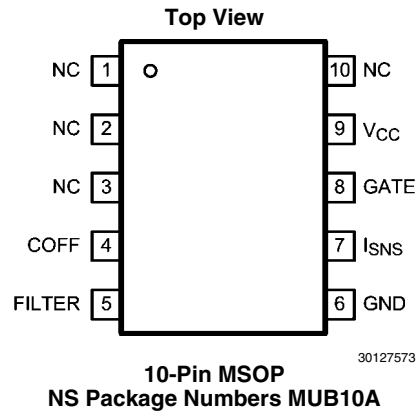 Top View
NC 1 10 NC
NC 2 9 VCC
NC 3 8 GATE
COFF 4 7 ISNS
FILTER 5 6 GND
30127573
10-Pin MSOP
NS Package Numbers MUB10A